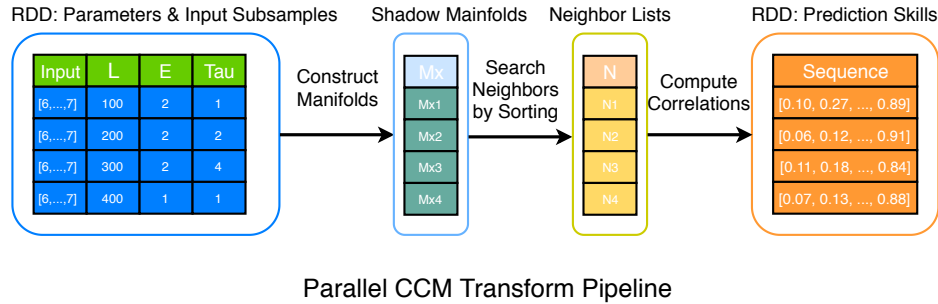 RDD: Parameters & Input Subsamples
Shadow Mainfolds
Neighbor Lists
RDD: Prediction Skills
Input L E Tau
[6,...,7] 100 2 1
[6,...,7] 200 2 2
[6,...,7] 300 2 4
[6,...,7] 400 1 1
Construct
Manifolds
Mx
Mx1
Mx2
Mx3
Mx4
Search
Neighbors
by Sorting
N
N1
N2
N3
N4
Compute
Correlations
Sequence
[0.10, 0.27, ..., 0.89]
[0.06, 0.12, ..., 0.91]
[0.11, 0.18, ..., 0.84]
[0.07, 0.13, ..., 0.88]
Parallel CCM Transform Pipeline